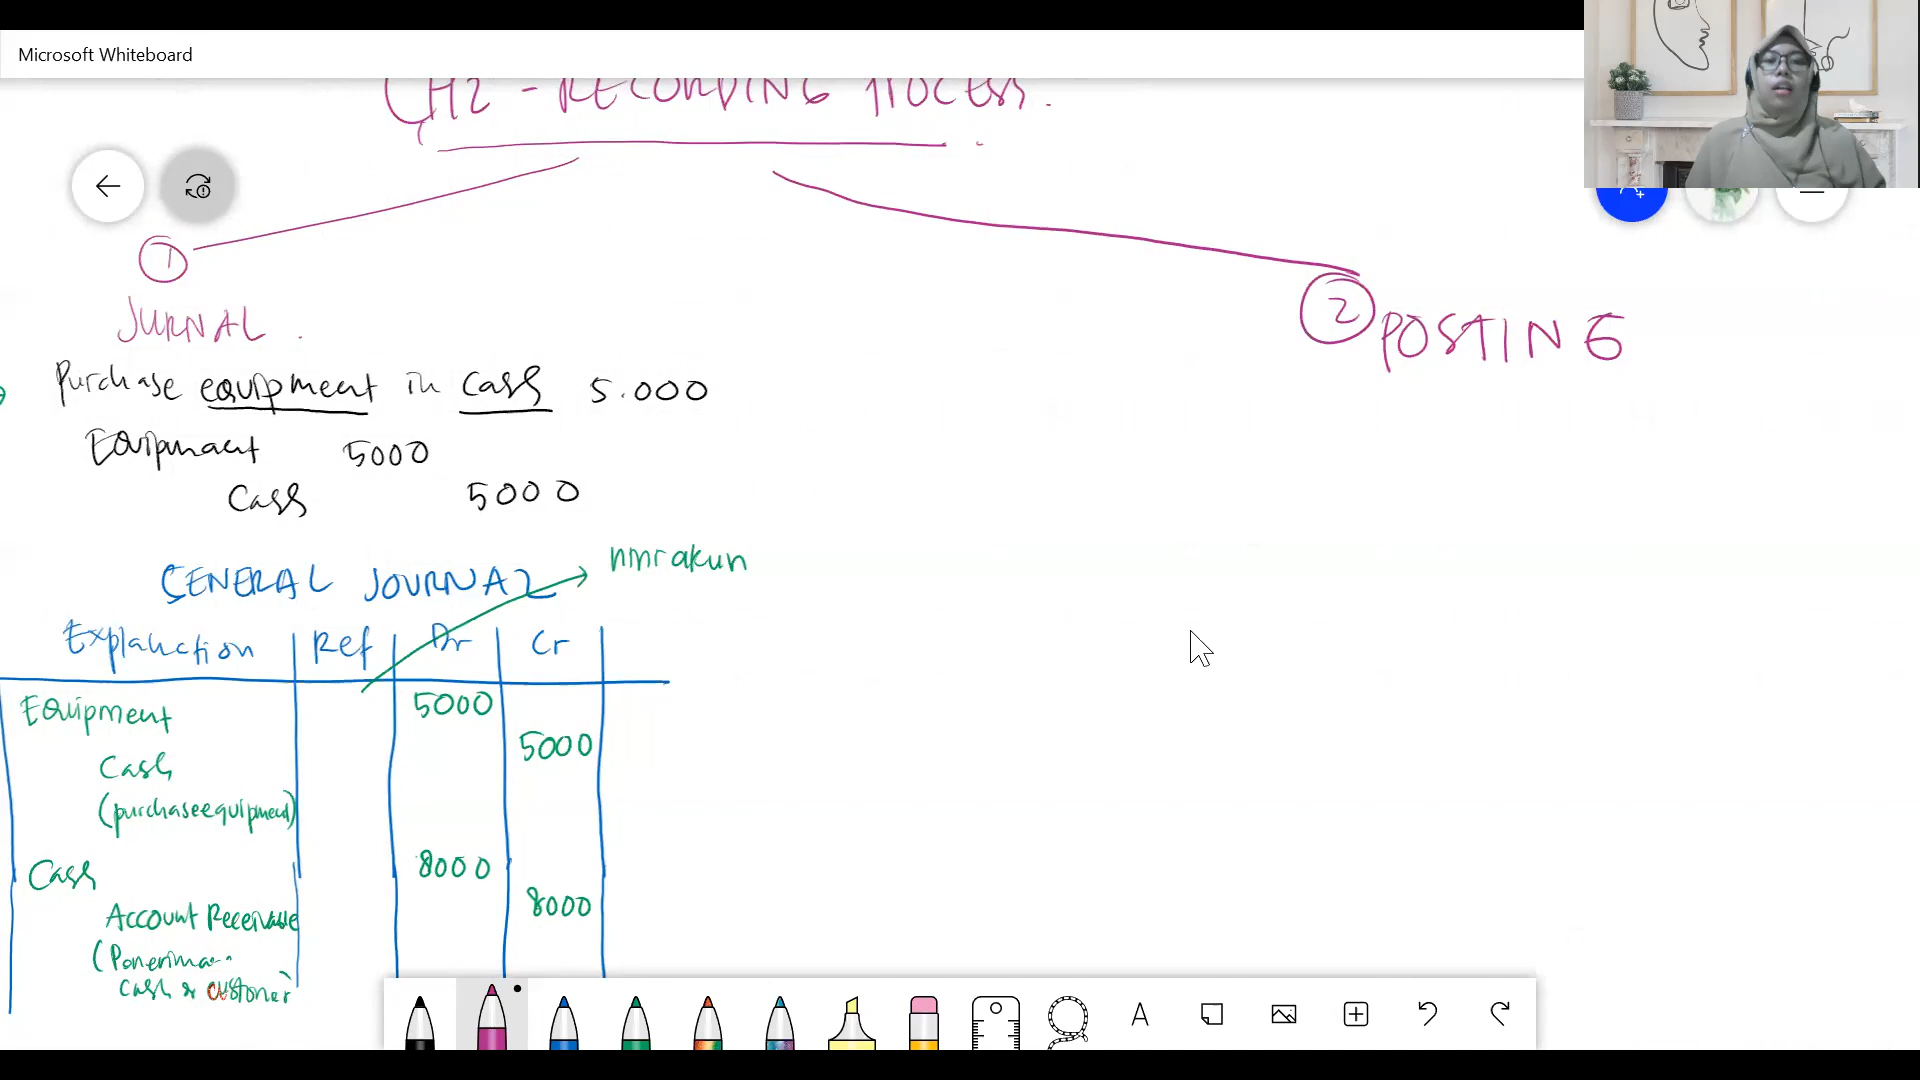 Microsoft Whiteboard
CH2 - RECORDING PROCESS.
1
JURNAL.
2 POSTING
Purchase equipment in cash 5.000
Equipment 5000
Cash 5000
nmr akun
GENERAL JOURNAL
Explanation Ref Dr Cr
Equipment 5000
Cash 5000
(purchase equipment)
Cash 8000
Account Receivable 8000
(Penerimaan
cash customer)
A